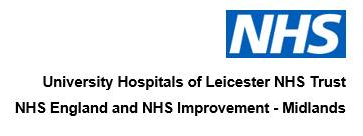 NHS
University Hospitals of Leicester NHS Trust
NHS England and NHS Improvement - Midlands